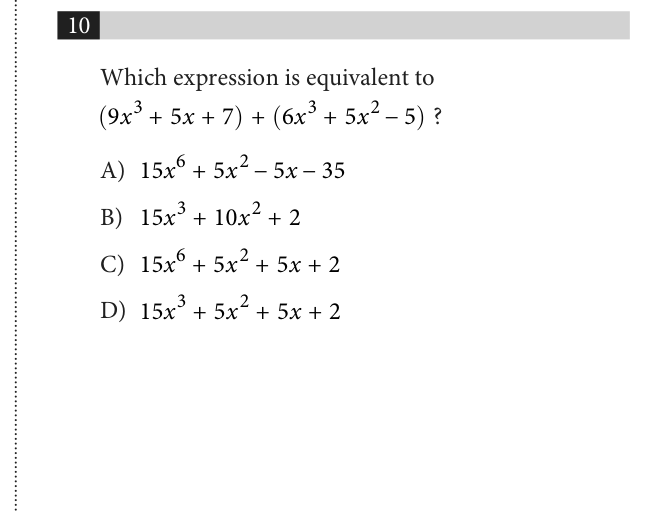 10
Which expression is equivalent to
(9x³ + 5x + 7) + (6x³ + 5x² – 5) ?
A) 15x⁶ + 5x² – 5x – 35
B) 15x³ + 10x² + 2
C) 15x⁶ + 5x² + 5x + 2
D) 15x³ + 5x² + 5x + 2